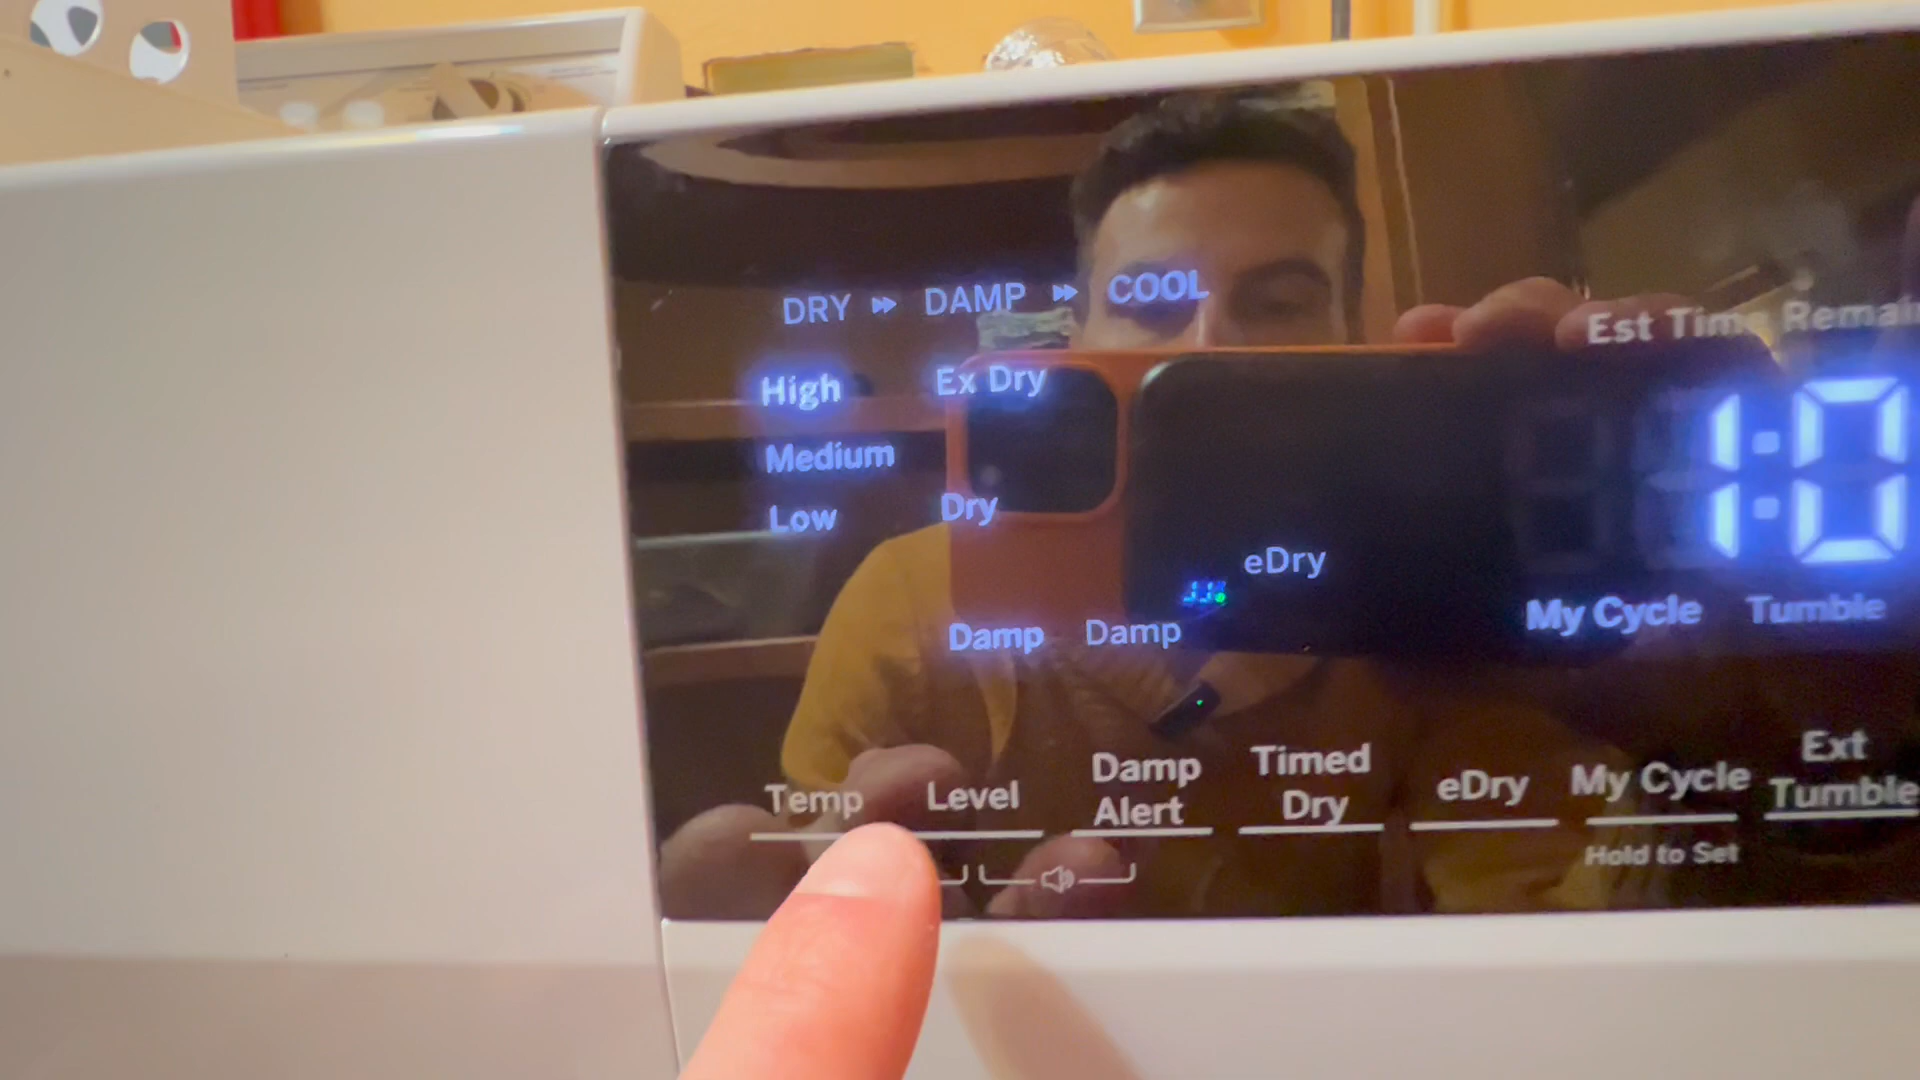 DRY DAMP COOL
Est Time Remain
High Ex Dry
Medium
Low Dry
1:0
eDry
Damp Damp
My Cycle Tumble
Temp
Level
Damp
Alert
Timed
Dry
eDry
My Cycle
Ext
Tumble
Hold to Set